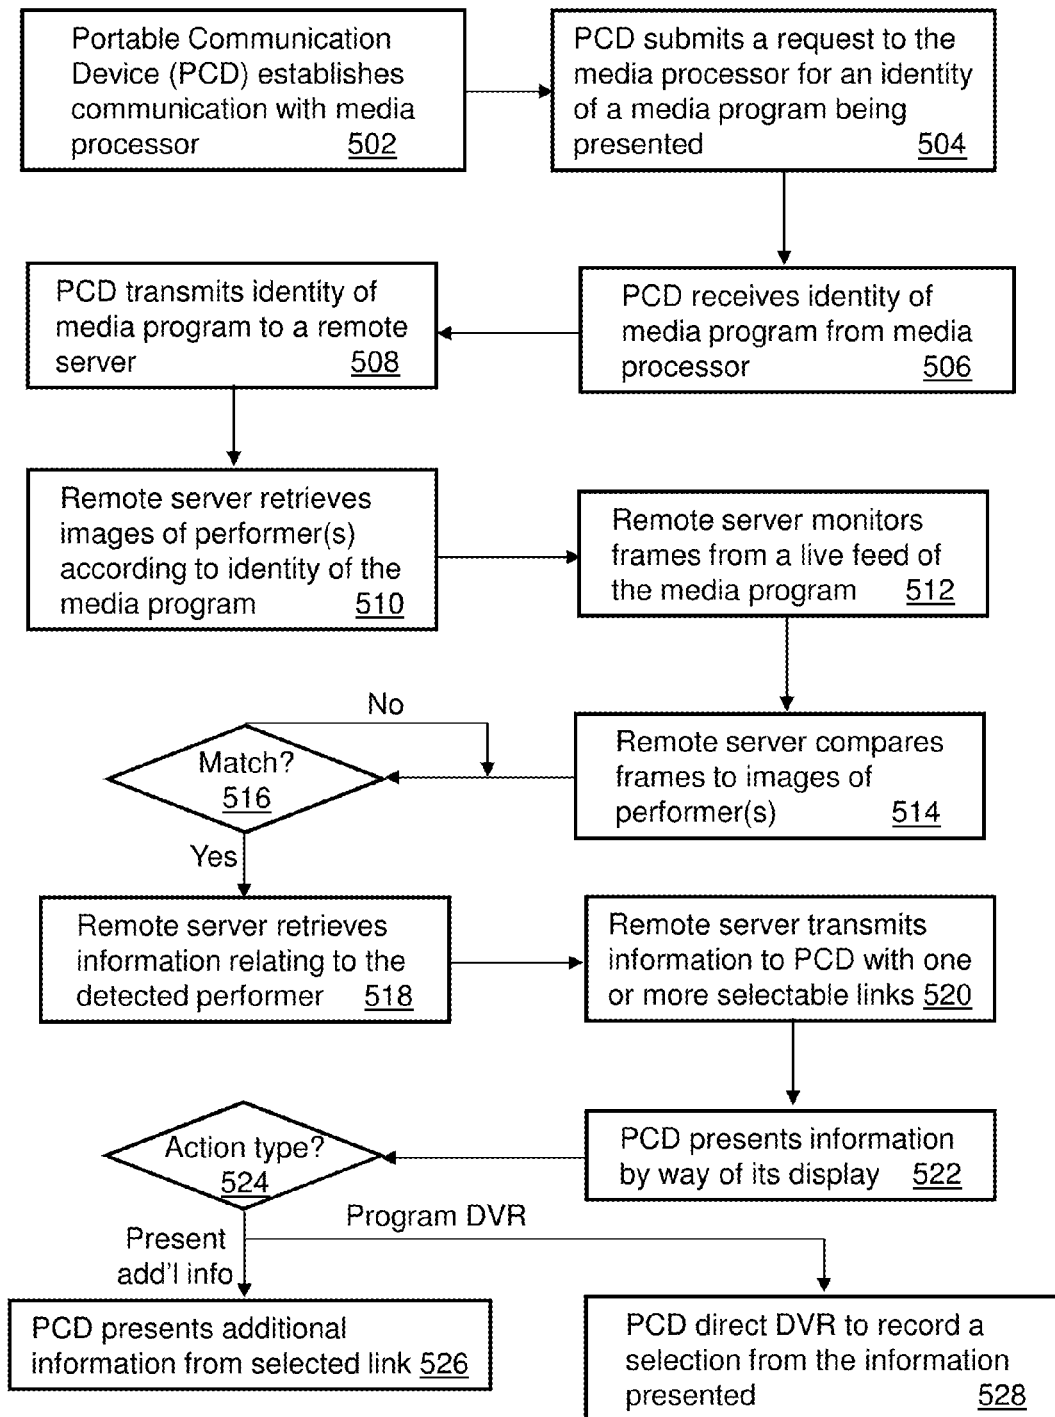 Portable Communication
Device (PCD) establishes
communication with media
processor 502
PCD submits a request to the
media processor for an identity
of a media program being
presented 504
PCD receives identity of
media program from media
processor 506
PCD transmits identity of
media program to a remote
server 508
Remote server retrieves
images of performer(s)
according to identity of the
media program 510
Remote server monitors
frames from a live feed of
the media program 512
Remote server compares
frames to images of
performer(s) 514
No
Match?
516
Yes
Remote server retrieves
information relating to the
detected performer 518
Remote server transmits
information to PCD with one
or more selectable links 520
PCD presents information
by way of its display 522
Action type?
524
Program DVR
Present
add'l info
PCD presents additional
information from selected link 526
PCD direct DVR to record a
selection from the information
presented 528